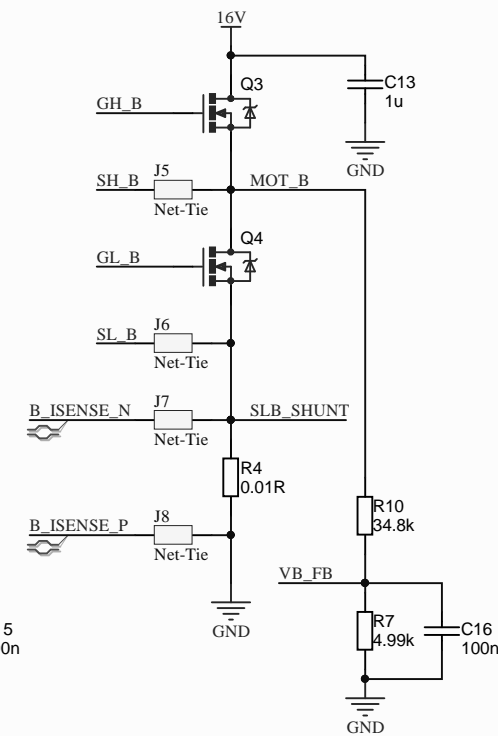 16V
Q3
C13
1u
GH_B
GND
J5
SH_B
MOT_B
Net-Tie
Q4
GL_B
J6
SL_B
Net-Tie
J7
B_ISENSE_N
SLB_SHUNT
Net-Tie
R4
0.01R
J8
B_ISENSE_P
Net-Tie
R10
34.8k
VB_FB
GND
R7
4.99k
C16
100n
5
0n
GND